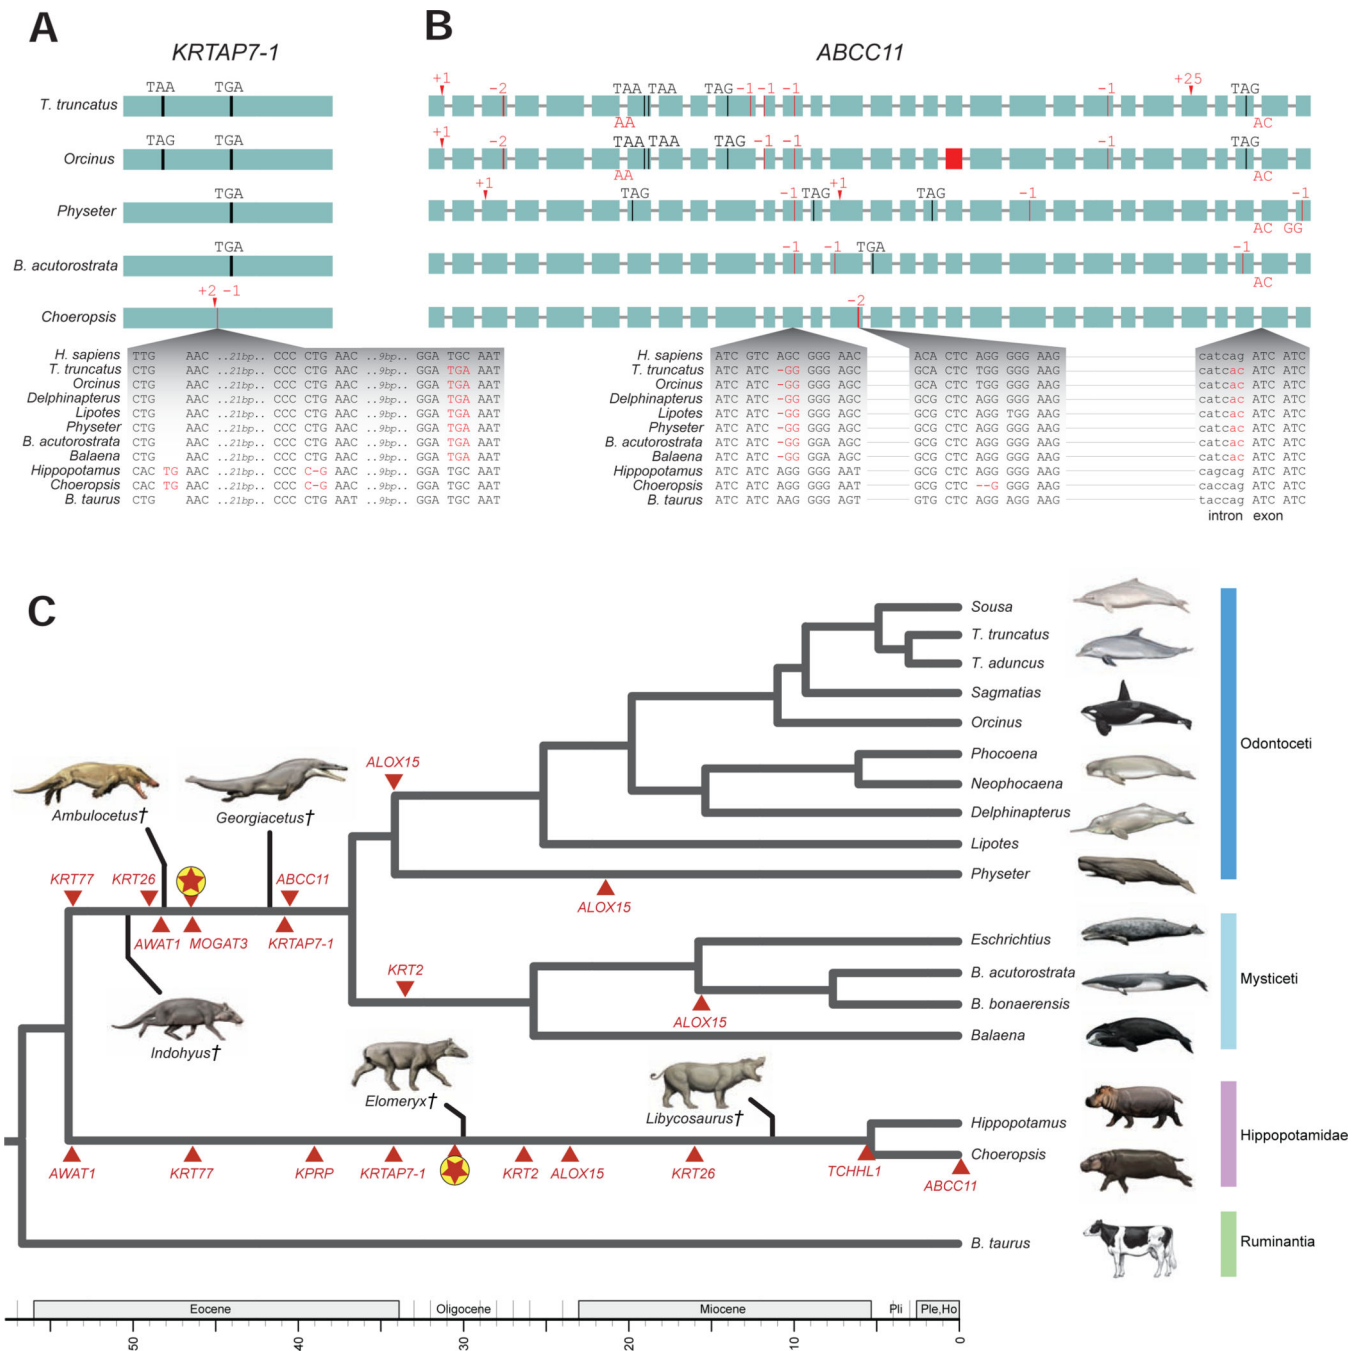 A
B
KRTAP7-1
ABCC11
TAA TGA
+1 -2 TAA TAA TAG -1 -1 -1 -1 +25 TAG
T. truncatus
AA AC
TAG TGA
+1 -2 TAA TAA TAG -1 -1 -1 TAG
Orcinus
AA AC
TGA
+1 TAG -1 TAG +1 TAG -1 -1
Physeter
AC GG
TGA
-1 -1 TGA -1
B. acutorostrata
AC
+2 -1
-2
Choeropsis
H. sapiens TTG AAC ..21bp.. CCC CTG AAC ..9bp.. GGA TGC AAT
T. truncatus CTG AAC ..21bp.. CCC CTG AAC ..9bp.. GGA TGA AAT
Orcinus CTG AAC ..21bp.. CCC CTG AAC ..9bp.. GGA TGA AAT
Delphinapterus CTG AAC ..21bp.. CCC CTG AAC ..9bp.. GGA TGA AAT
Lipotes CTG AAC ..21bp.. CCC CTG AAC ..9bp.. GGA TGA AAT
Physeter CTG AAC ..21bp.. CCC CTG AAC ..9bp.. GGA TGA AAT
B. acutorostrata CTG AAC ..21bp.. CCC CTG AAC ..9bp.. GGA TGA AAT
Balaena CTG AAC ..21bp.. CCC CTG AAC ..9bp.. GGA TGA AAT
Hippopotamus CAC TG AAC ..21bp.. CCC C-G AAC ..9bp.. GGA TGC AAT
Choeropsis CAC TG AAC ..21bp.. CCC C-G AAC ..9bp.. GGA TGC AAT
B. taurus CTG AAC ..21bp.. CCC CTG AAT ..9bp.. GGA TGC AAT
H. sapiens ATC GTC AGC GGG AAC ACA CTC AGG GGG AAG catcag ATC ATC
T. truncatus ATC ATC -GG GGG AGC GCA CTC AGG GGG AAG catcac ATC ATC
Orcinus ATC ATC -GG GGG AGC GCA CTC TGG GGG AAG catcac ATC ATC
Delphinapterus ATC ATC -GG GGG AGC GCG CTC AGG GGG AAG catcac ATC ATC
Lipotes ATC ATC -GG GGG AGC GCG CTC AGG TGG AAG catcac ATC ATC
Physeter ATC ATC -GG GGG AGC GCG CTC AGG GGG AAG catcac ATC ATC
B. acutorostrata ATC ATC -GG GGA AGC GCG CTC AGG GGG AAG catcac ATC ATC
Balaena ATC ATC -GG GGA AGC GCG CTC AGG GGG AAG catcac ATC ATC
Hippopotamus ATC ATC AGG GGG AAT GCG CTC AGG GGG AAG cagcag ATC ATC
Choeropsis ATC ATC AGG GGG AAT GCG CTC --G GGG AAG caccag ATC ATC
B. taurus ATC ATC AAG GGG AGT GTG CTC AGG GGG AAG taccag ATC ATC
intron exon
C
Sousa
T. truncatus
T. aduncus
Sagmatias
Orcinus
Odontoceti
Phocoena
ALOX15
Neophocaena
Ambulocetus†
Georgiacetus†
Delphinapterus
Lipotes
KRT77 KRT26 ABCC11
Physeter
ALOX15
AWAT1 MOGAT3 KRTAP7-1
Eschrichtius
KRT2
B. acutorostrata
Mysticeti
B. bonaerensis
ALOX15
Balaena
Indohyus†
Elomeryx†
Libycosaurus†
Hippopotamus
Hippopotamidae
Choeropsis
AWAT1 KRT77 KPRP KRTAP7-1 KRT2 ALOX15 KRT26 TCHHL1
ABCC11
B. taurus
Ruminantia
Eocene Oligocene Miocene Pli Ple,Ho
50 40 30 20 10 0